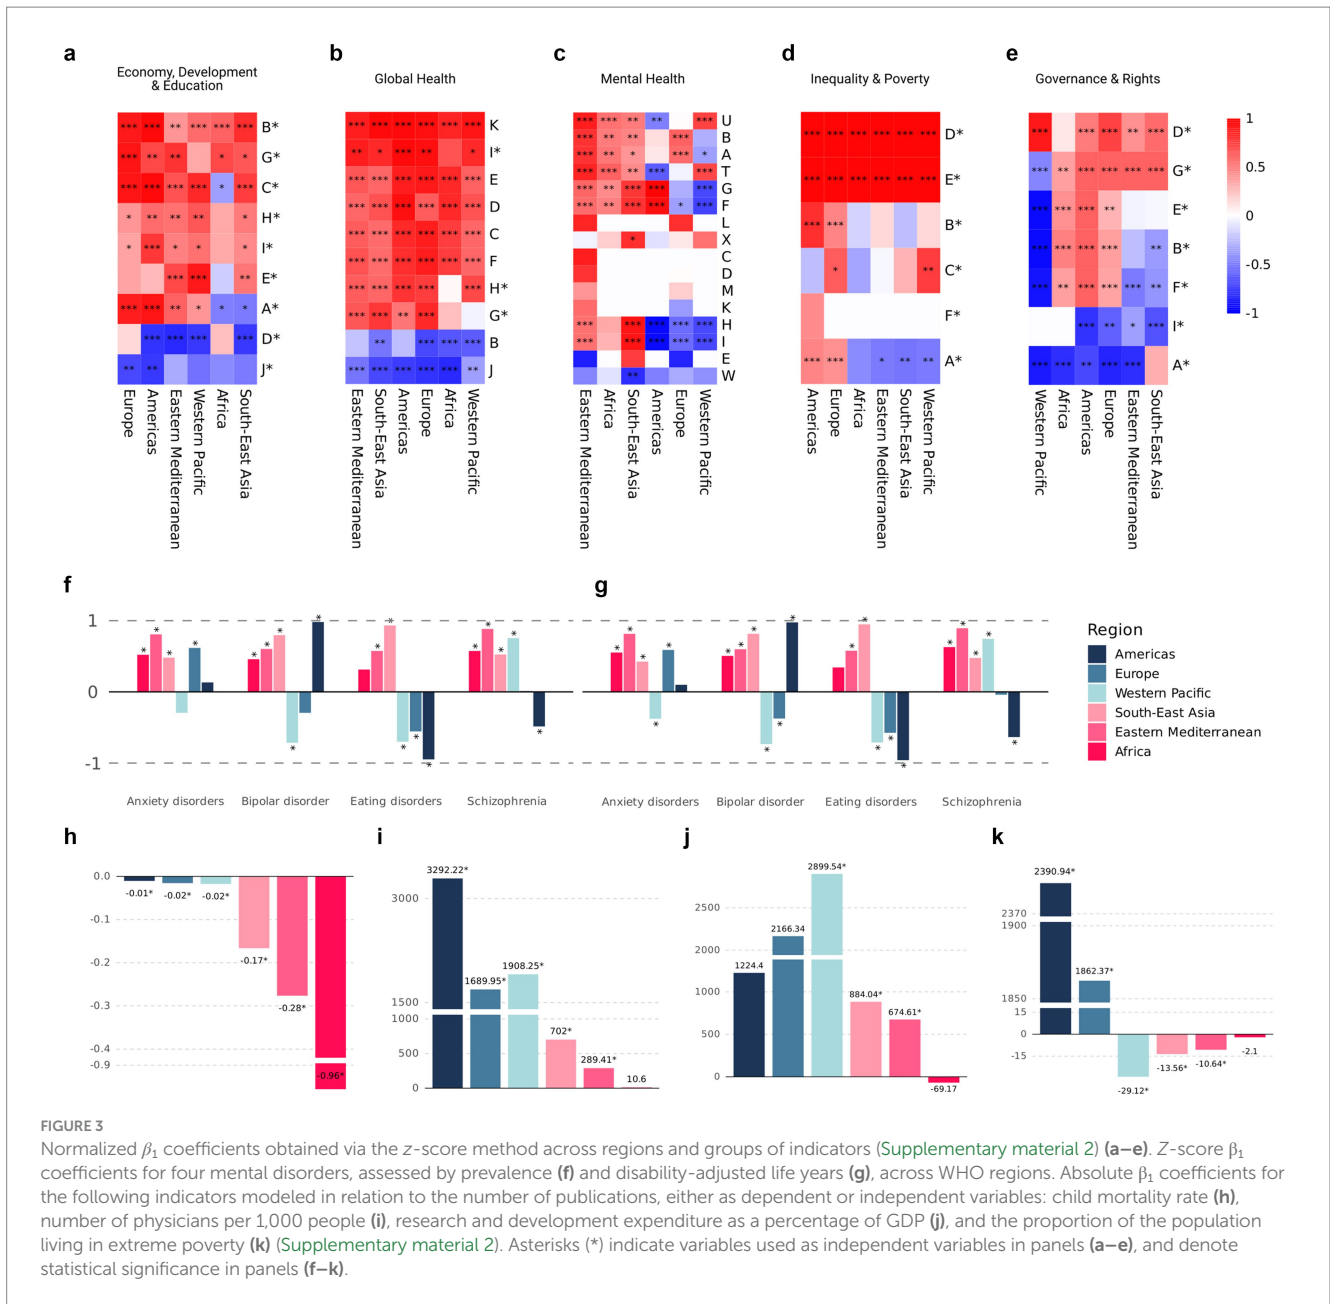 a
Economy, Development
& Education
B*
G*
C*
H*
I*
E*
A*
D*
J*
Europe
Americas
Eastern Mediterranean
Western Pacific
Africa
South-East Asia
b
Global Health
K
I*
E
D
C
F
H*
G*
B
J
Eastern Mediterranean
South-East Asia
Americas
Europe
Africa
Western Pacific
c
Mental Health
U
B
A
T
G
F
L
X
C
D
M
K
H
I
E
W
Eastern Mediterranean
Africa
South-East Asia
Americas
Europe
Western Pacific
d
Inequality & Poverty
D*
E*
B*
C*
F*
A*
Americas
Europe
Africa
Eastern Mediterranean
South-East Asia
Western Pacific
e
Governance & Rights
D*
G*
E*
B*
F*
I*
A*
Western Pacific
Africa
Americas
Europe
Eastern Mediterranean
South-East Asia
1
0.5
0
-0.5
-1
f
1
0
-1
Anxiety disorders
Bipolar disorder
Eating disorders
Schizophrenia
g
Anxiety disorders
Bipolar disorder
Eating disorders
Schizophrenia
Region
Americas
Europe
Western Pacific
South-East Asia
Eastern Mediterranean
Africa
h
0.0
-0.1
-0.2
-0.3
-0.4
-0.9
-0.01*
-0.02*
-0.02*
-0.17*
-0.28*
-0.96*
i
3000
1500
1000
500
0
3292.22*
1689.95*
1908.25*
702*
289.41*
10.6
j
2500
2000
1000
500
0
1224.4
2166.34
2899.54*
884.04*
674.61*
-69.17
k
2370
1900
1850
15
0
-15
2390.94*
1862.37*
-29.12*
-13.56*
-10.64*
-2.1
FIGURE 3
Normalized β₁ coefficients obtained via the z-score method across regions and groups of indicators (Supplementary material 2) (a–e). Z-score β₁
coefficients for four mental disorders, assessed by prevalence (f) and disability-adjusted life years (g), across WHO regions. Absolute β₁ coefficients for
the following indicators modeled in relation to the number of publications, either as dependent or independent variables: child mortality rate (h),
number of physicians per 1,000 people (i), research and development expenditure as a percentage of GDP (j), and the proportion of the population
living in extreme poverty (k) (Supplementary material 2). Asterisks (*) indicate variables used as independent variables in panels (a–e), and denote
statistical significance in panels (f–k).